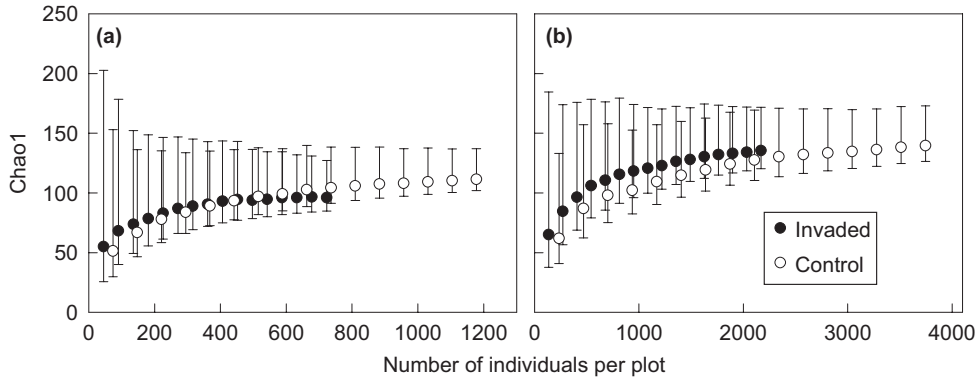 250
200
150
100
50
0
Chao1
(a)
(b)
Invaded
Control
0 200 400 600 800 1000 1200
0 1000 2000 3000 4000
Number of individuals per plot